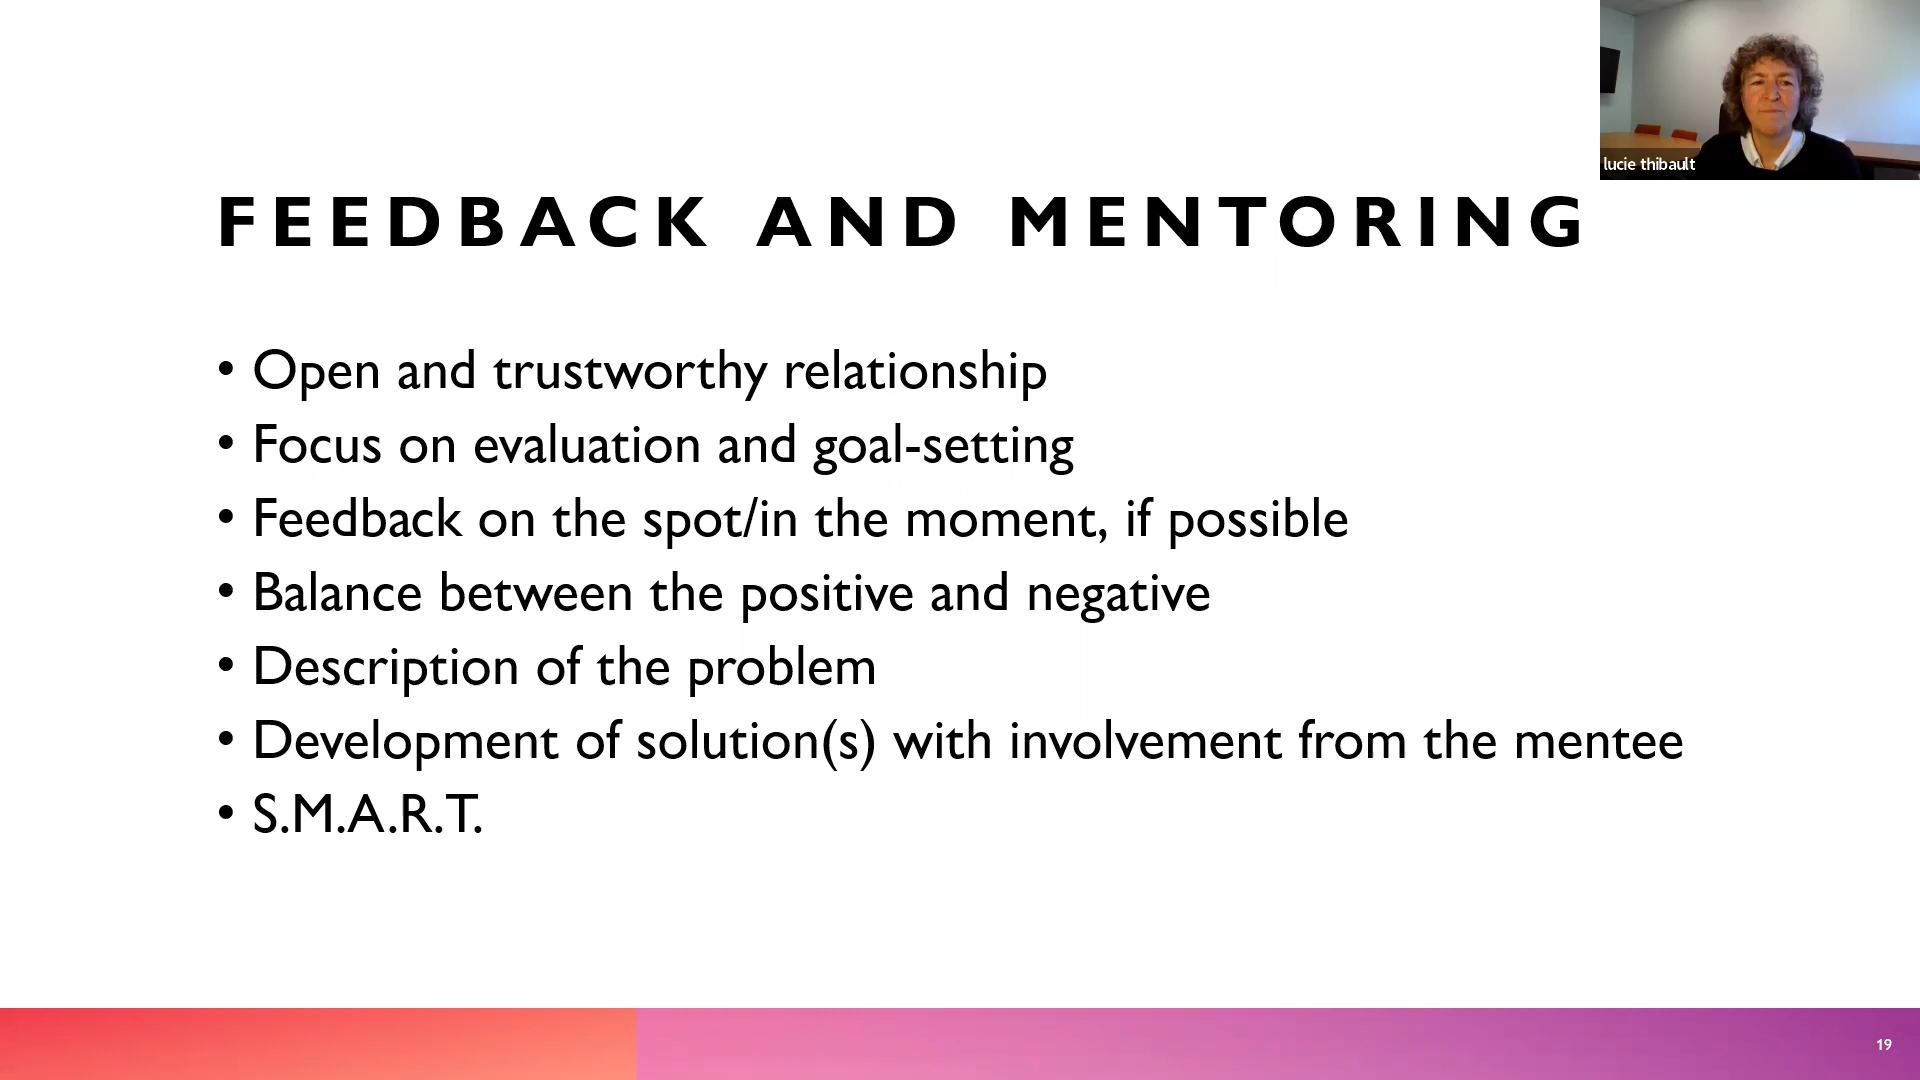 lucie thibault
FEEDBACK AND MENTORING
• Open and trustworthy relationship
• Focus on evaluation and goal-setting
• Feedback on the spot/in the moment, if possible
• Balance between the positive and negative
• Description of the problem
• Development of solution(s) with involvement from the mentee
• S.M.A.R.T.
19